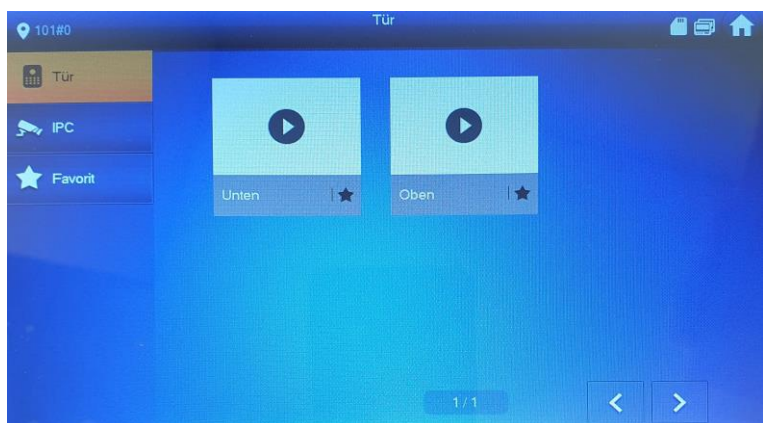 101#0
Tür
Tür
IPC
Favorit
Unten
Oben
1/1